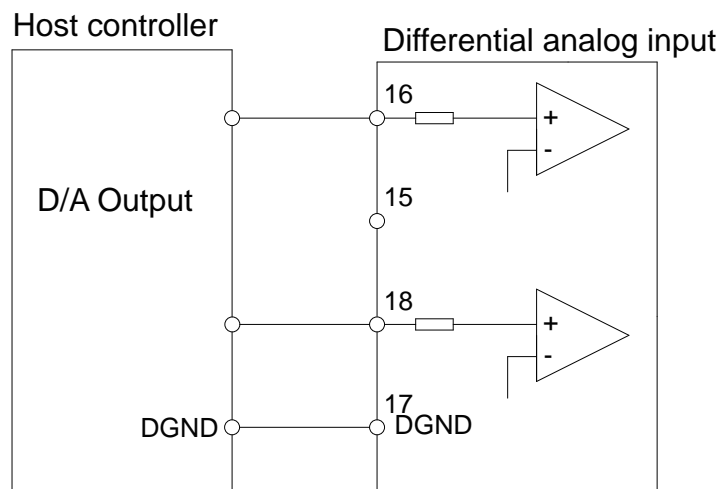 Host controller
Differential analog input
16
+
-
15
D/A Output
18
+
-
17
DGND
DGND